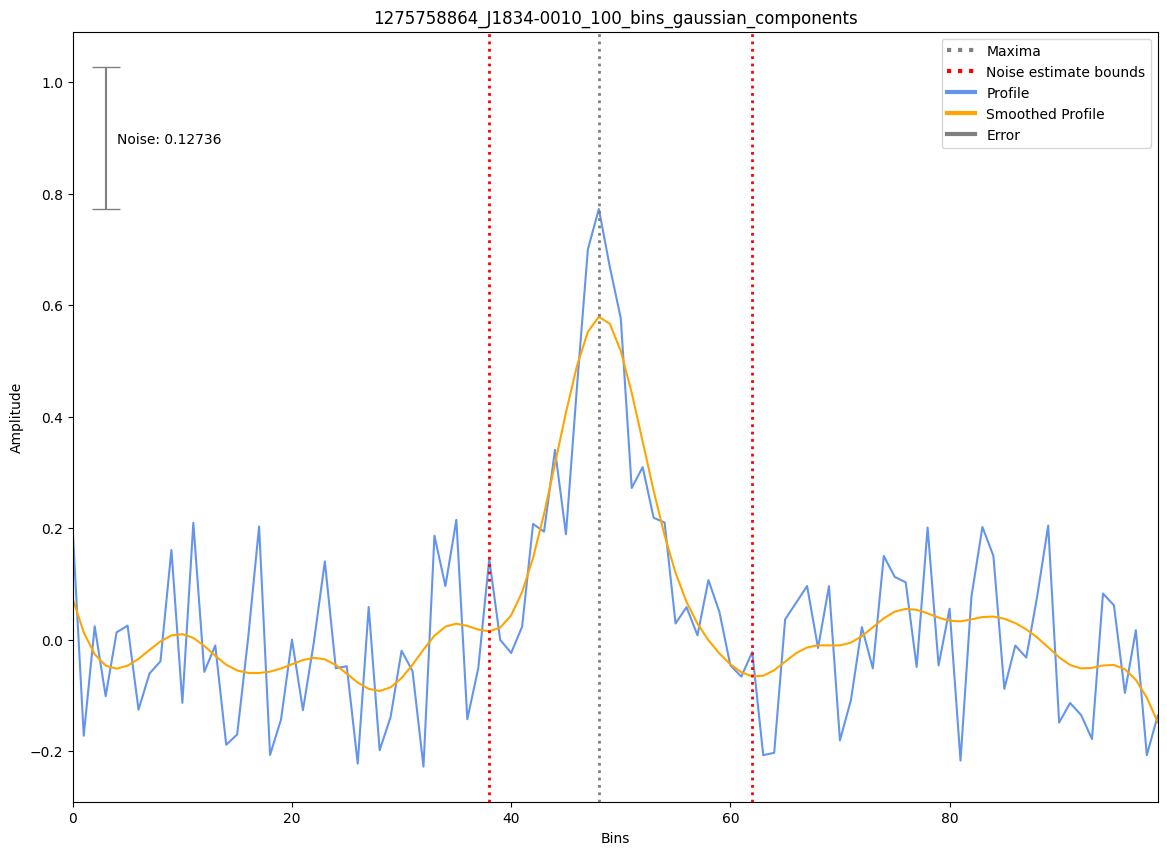 1275758864_J1834-0010_100_bins_gaussian_components
Maxima
Noise estimate bounds
Profile
Smoothed Profile
Error
Noise: 0.12736
Amplitude
1.0
0.8
0.6
0.4
0.2
0.0
−0.2
0 20 40 60 80
Bins